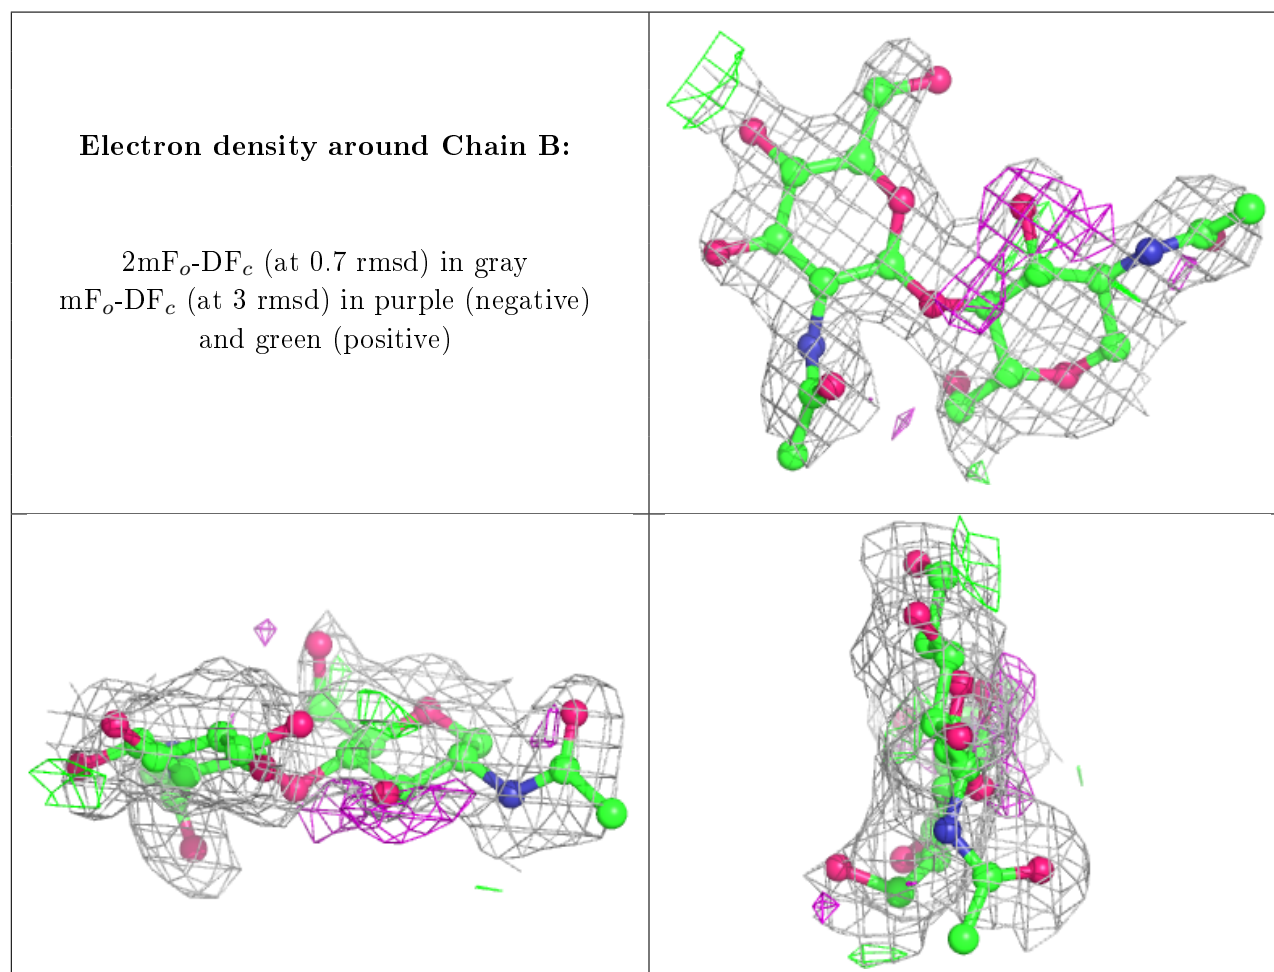 Electron density around Chain B:
2mFo-DFc (at 0.7 rmsd) in gray
mFo-DFc (at 3 rmsd) in purple (negative)
and green (positive)